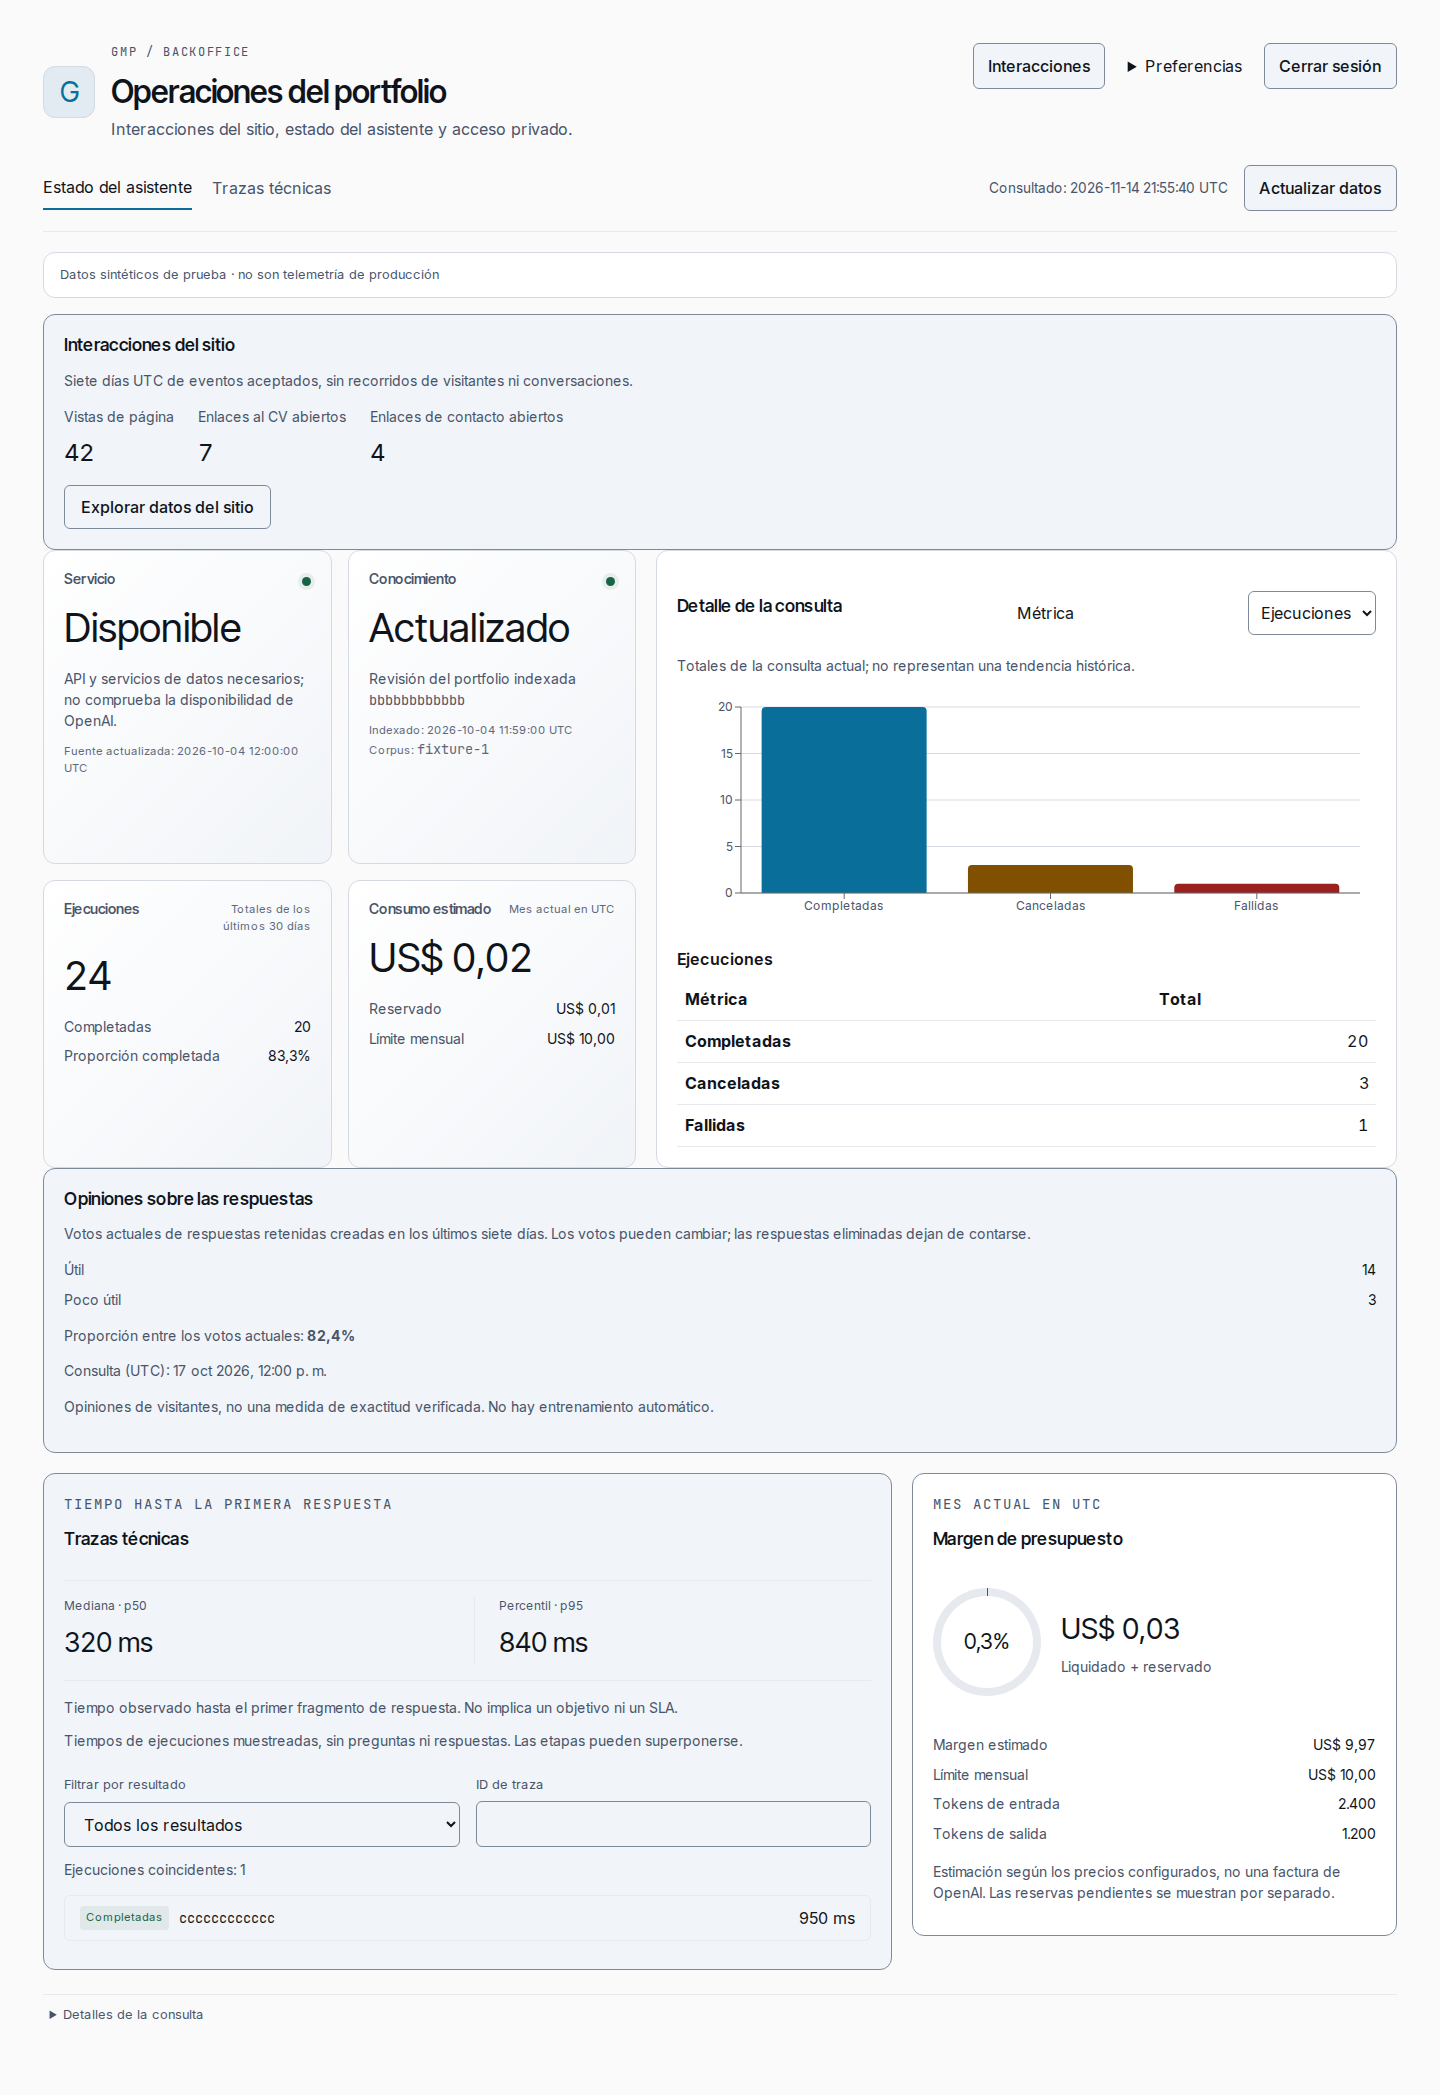 GMP / BACKOFFICE
G
Operaciones del portfolio
Interacciones del sitio, estado del asistente y acceso privado.
Interacciones
Preferencias
Cerrar sesión
Estado del asistente
Trazas técnicas
Consultado: 2026-11-14 21:55:40 UTC
Actualizar datos
Datos sintéticos de prueba · no son telemetría de producción
Interacciones del sitio
Siete días UTC de eventos aceptados, sin recorridos de visitantes ni conversaciones.
Vistas de página
Enlaces al CV abiertos
Enlaces de contacto abiertos
42
7
4
Explorar datos del sitio
Servicio
Disponible
API y servicios de datos necesarios;
no comprueba la disponibilidad de
OpenAI.
Fuente actualizada: 2026-10-04 12:00:00
UTC
Conocimiento
Actualizado
Revisión del portfolio indexada
bbbbbbbbbbbb
Indexado: 2026-10-04 11:59:00 UTC
Corpus: fixture-1
Ejecuciones
Totales de los
últimos 30 días
24
Completadas 20
Proporción completada 83,3%
Consumo estimado
Mes actual en UTC
US$ 0,02
Reservado US$ 0,01
Límite mensual US$ 10,00
Detalle de la consulta
Métrica
Ejecuciones
Totales de la consulta actual; no representan una tendencia histórica.
20
15
10
5
0
Completadas
Canceladas
Fallidas
Ejecuciones
Métrica Total
Completadas 20
Canceladas 3
Fallidas 1
Opiniones sobre las respuestas
Votos actuales de respuestas retenidas creadas en los últimos siete días. Los votos pueden cambiar; las respuestas eliminadas dejan de contarse.
Útil 14
Poco útil 3
Proporción entre los votos actuales: 82,4%
Consulta (UTC): 17 oct 2026, 12:00 p. m.
Opiniones de visitantes, no una medida de exactitud verificada. No hay entrenamiento automático.
TIEMPO HASTA LA PRIMERA RESPUESTA
Trazas técnicas
Mediana · p50
320 ms
Percentil · p95
840 ms
Tiempo observado hasta el primer fragmento de respuesta. No implica un objetivo ni un SLA.
Tiempos de ejecuciones muestreadas, sin preguntas ni respuestas. Las etapas pueden superponerse.
Filtrar por resultado
Todos los resultados
ID de traza
Ejecuciones coincidentes: 1
Completadas cccccccccccc 950 ms
MES ACTUAL EN UTC
Margen de presupuesto
0,3%
US$ 0,03
Liquidado + reservado
Margen estimado US$ 9,97
Límite mensual US$ 10,00
Tokens de entrada 2.400
Tokens de salida 1.200
Estimación según los precios configurados, no una factura de
OpenAI. Las reservas pendientes se muestran por separado.
Detalles de la consulta